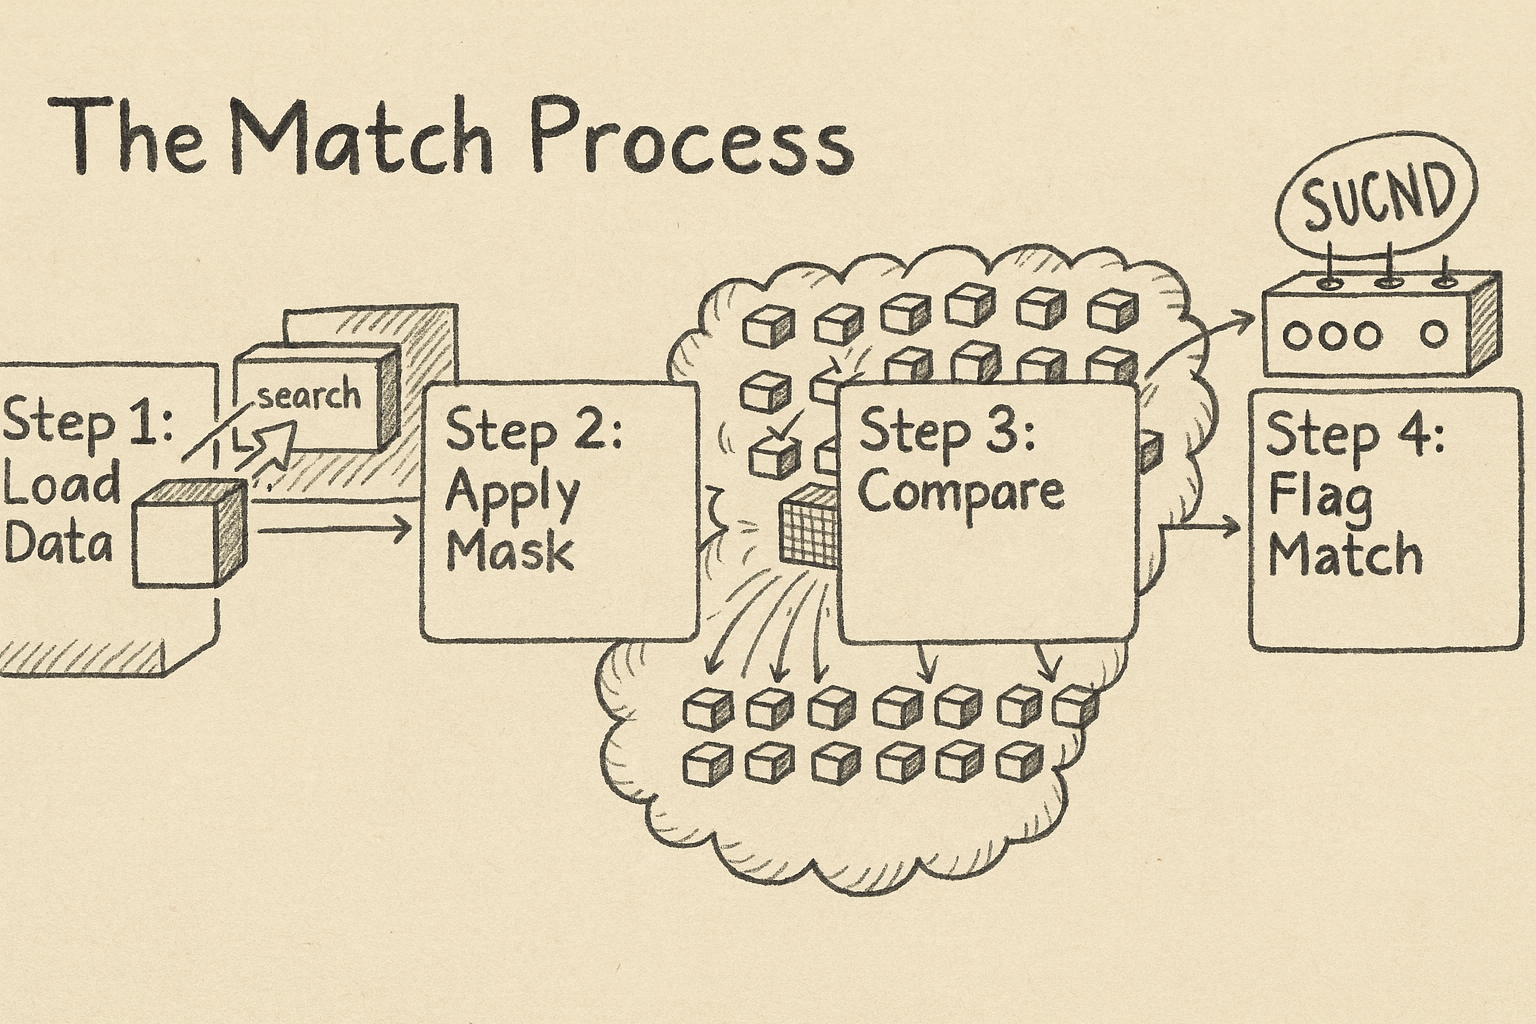 The Match Process
SUCND
search
Step 1:
Load
Data
Step 2:
Apply
Mask
Step 3:
Compare
Step 4:
Flag
Match